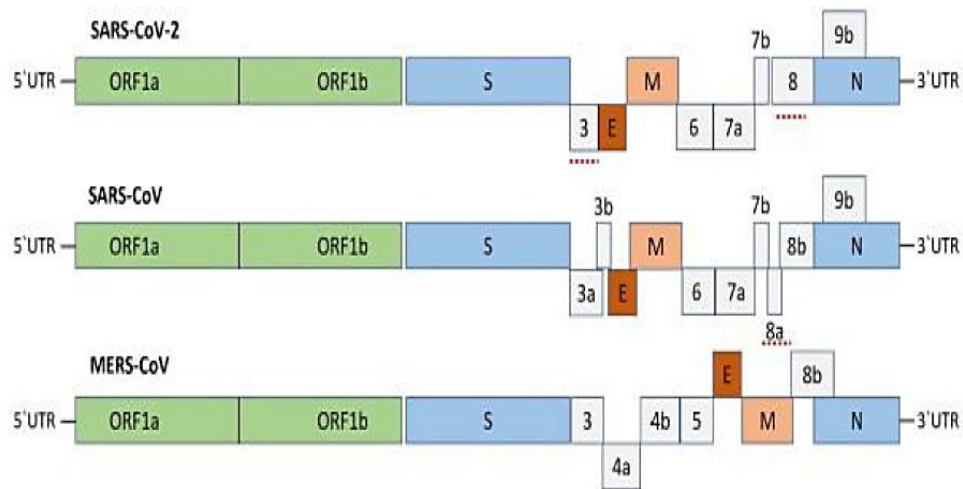 SARS-CoV-2
7b 9b
5`UTR ORF1a ORF1b S M 8 N 3`UTR
3 E 6 7a
SARS-CoV
3b 7b 9b
5`UTR ORF1a ORF1b S M 8b N 3`UTR
3a E 6 7a
8a
MERS-CoV
E 8b
5`UTR ORF1a ORF1b S 3 4b 5 M N 3`UTR
4a